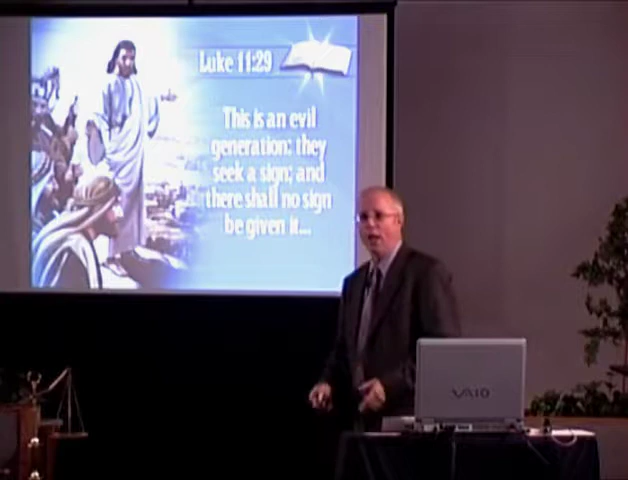 Luke 11:29
This is an evil
generation: they
seek a sign; and
there shall no sign
be given it...
VAIO